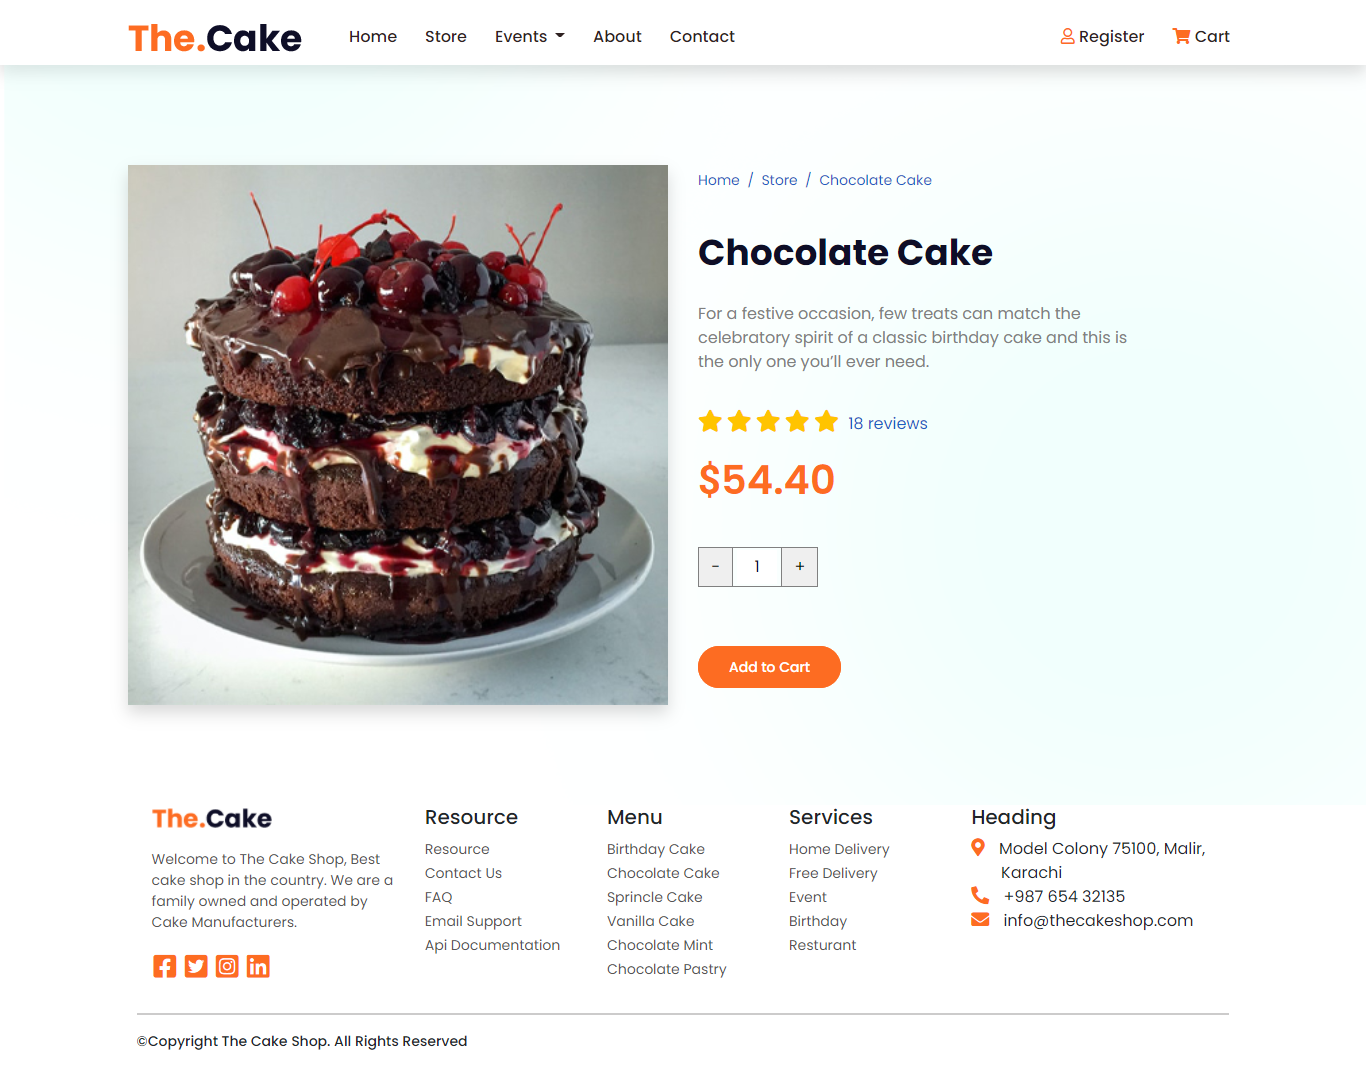 The.Cake Home Store Events About Contact Register Cart
Home / Store / Chocolate Cake
Chocolate Cake
For a festive occasion, few treats can match the
celebratory spirit of a classic birthday cake and this is
the only one you’ll ever need.
18 reviews
$54.40
- 1 +
Add to Cart
The.Cake
Welcome to The Cake Shop, Best
cake shop in the country. We are a
family owned and operated by
Cake Manufacturers.
Resource
Resource
Contact Us
FAQ
Email Support
Api Documentation
Menu
Birthday Cake
Chocolate Cake
Sprincle Cake
Vanilla Cake
Chocolate Mint
Chocolate Pastry
Services
Home Delivery
Free Delivery
Event
Birthday
Resturant
Heading
Model Colony 75100, Malir,
Karachi
+987 654 32135
info@thecakeshop.com
©Copyright The Cake Shop. All Rights Reserved